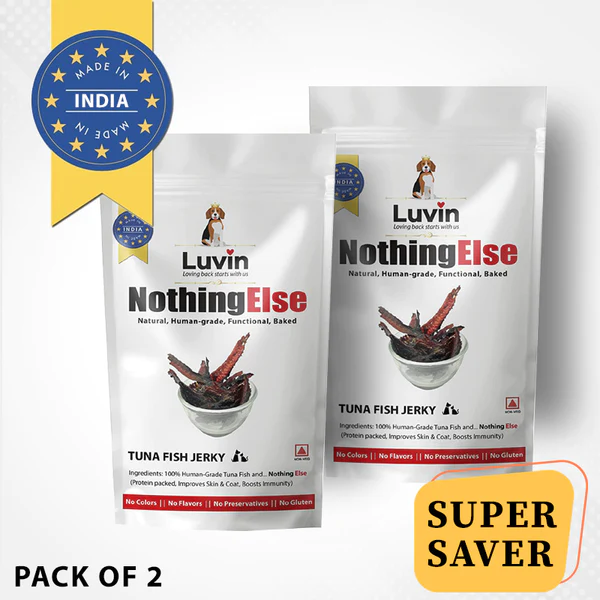 MADE IN
INDIA
MADE IN
INDIA
Luvin
Loving back starts with us
NothingElse
Natural, Human-grade, Functional, Baked
TUNA FISH JERKY
Ingredients: 100% Human-Grade Tuna Fish and... Nothing Else
(Protein packed, Improves Skin & Coat, Boosts Immunity)
No Colors || No Flavors || No Preservatives || No Gluten
INDIA
Luvin
Loving back starts with us
NothingElse
Natural, Human-grade, Functional, Baked
TUNA FISH JERKY
Ingredients: 100% Human-Grade Tuna Fish and... Nothing Else
(Protein packed, Improves Skin & Coat, Boosts Immunity)
No Colors || No Flavors || No Preservatives || No Gluten
SUPER
SAVER
PACK OF 2